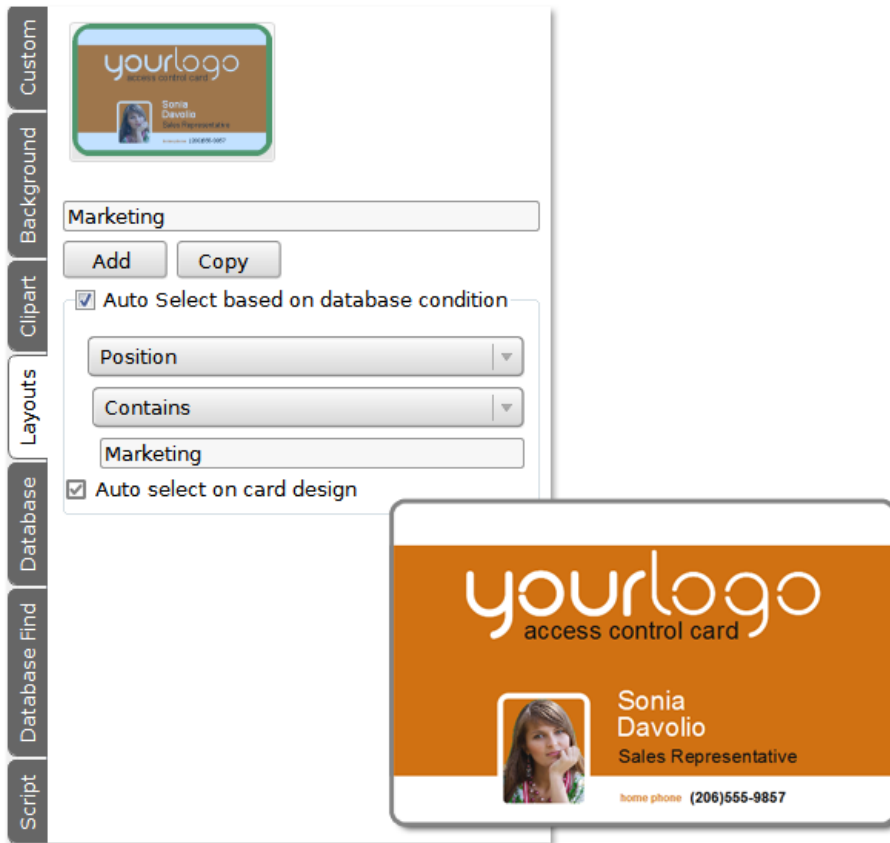 Custom
Background
Clipart
Layouts
Database
Database Find
Script
yourlogo
access control card
Sonia
Davolio
Sales Representative
home phone (206)555-9857
Marketing
Add
Copy
Auto Select based on database condition
Position
Contains
Marketing
Auto select on card design
yourlogo
access control card
Sonia
Davolio
Sales Representative
home phone (206)555-9857